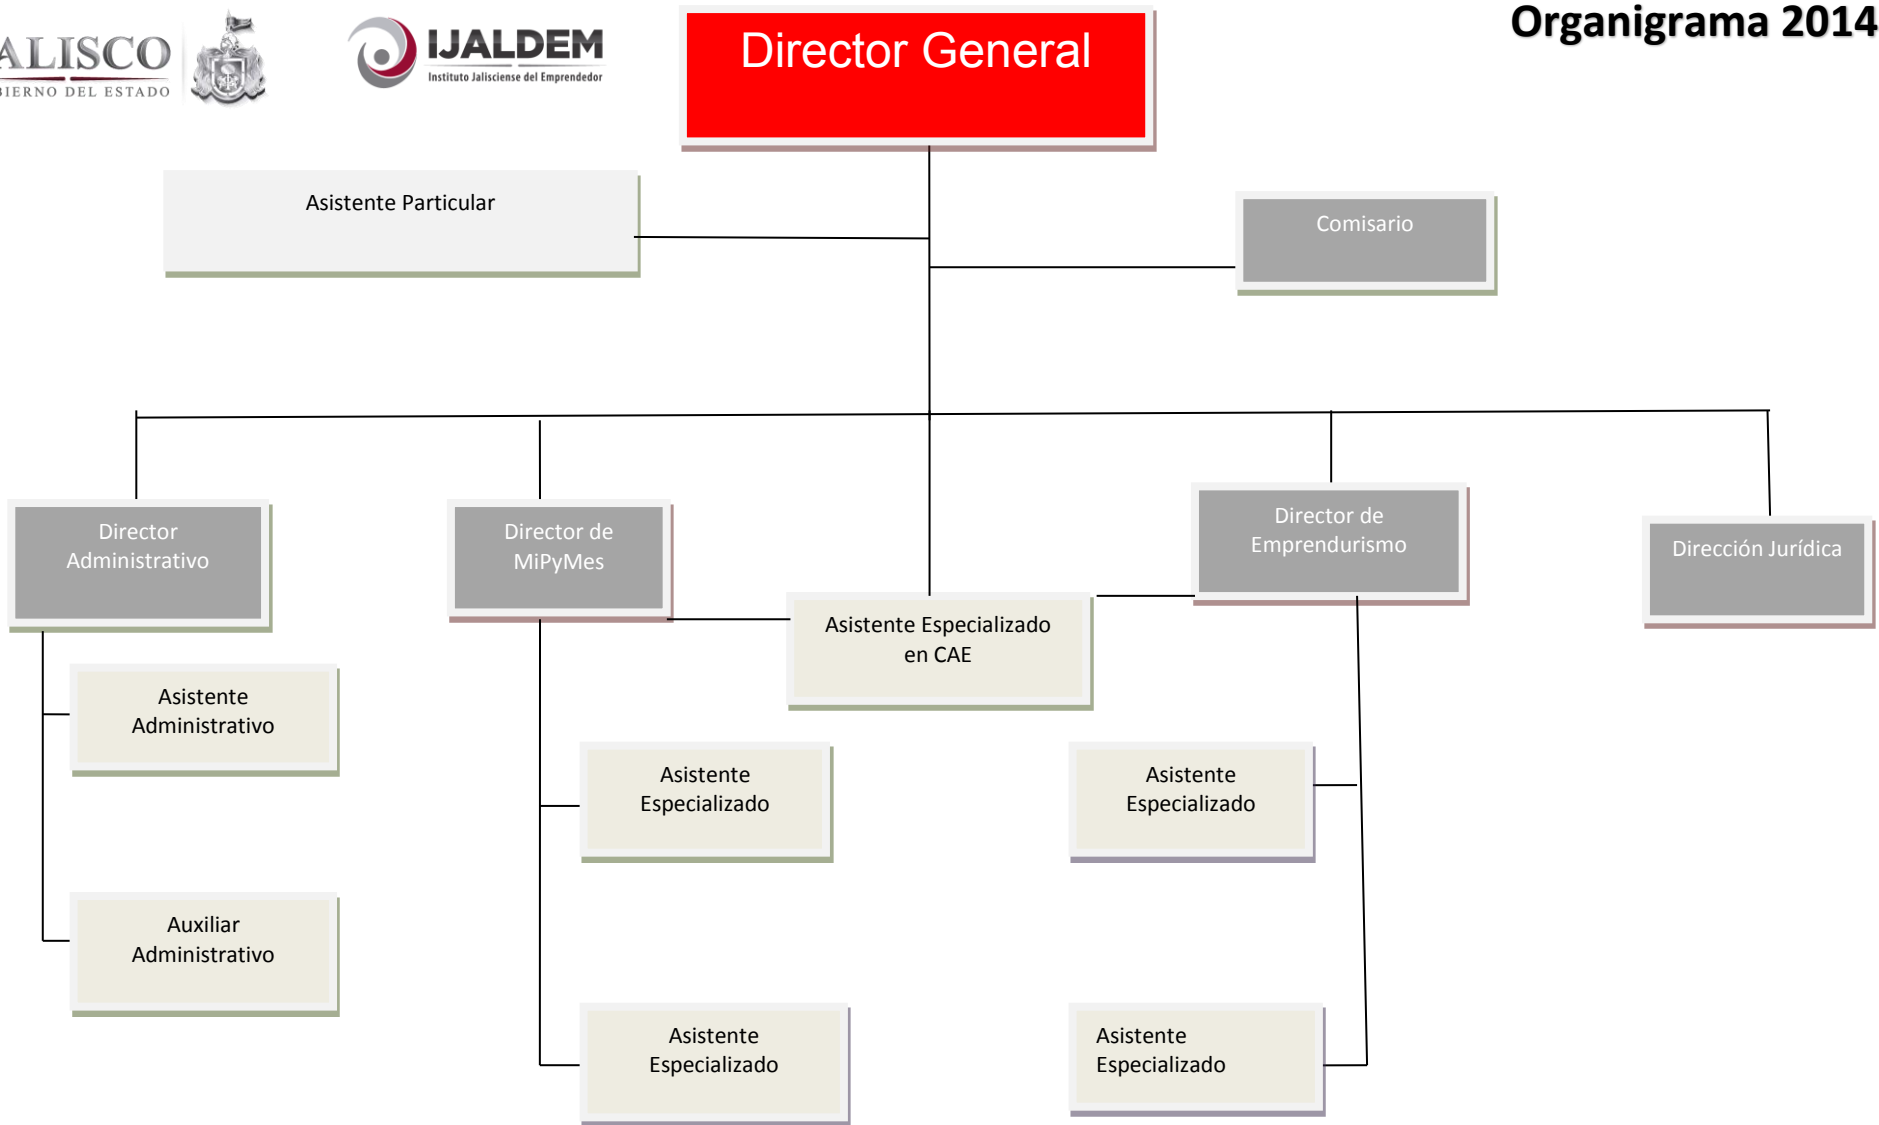 ALISCO
BIERNO DEL ESTADO
IJALDEM
Instituto Jalisciense del Emprendedor
Director General
Organigrama 2014
Asistente Particular
Comisario
Director
Administrativo
Director de
MiPyMes
Director de
Emprendurismo
Dirección Jurídica
Asistente Especializado
en CAE
Asistente
Administrativo
Asistente
Especializado
Asistente
Especializado
Auxiliar
Administrativo
Asistente
Especializado
Asistente
Especializado